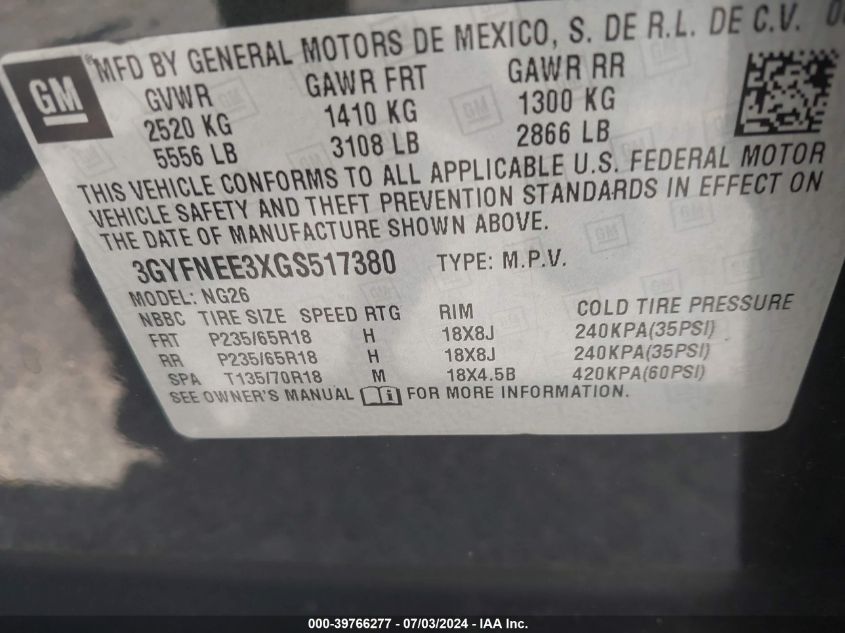 GM ® MFD BY GENERAL MOTORS DE MEXICO, S. DE R.L. DE C.V.
GVWR GAWR FRT GAWR RR
2520 KG 1410 KG 1300 KG
5556 LB 3108 LB 2866 LB
THIS VEHICLE CONFORMS TO ALL APPLICABLE U.S. FEDERAL MOTOR
VEHICLE SAFETY AND THEFT PREVENTION STANDARDS IN EFFECT ON
THE DATE OF MANUFACTURE SHOWN ABOVE.
3GYFNEE3XGS517380 TYPE: M.P.V.
MODEL: NG26
NBBC TIRE SIZE SPEED RTG RIM COLD TIRE PRESSURE
FRT P235/65R18 H 18X8J 240KPA(35PSI)
RR P235/65R18 H 18X8J 240KPA(35PSI)
SPA T135/70R18 M 18X4.5B 420KPA(60PSI)
SEE OWNER'S MANUAL FOR MORE INFORMATION.
000-39766277 - 07/03/2024 - IAA Inc.